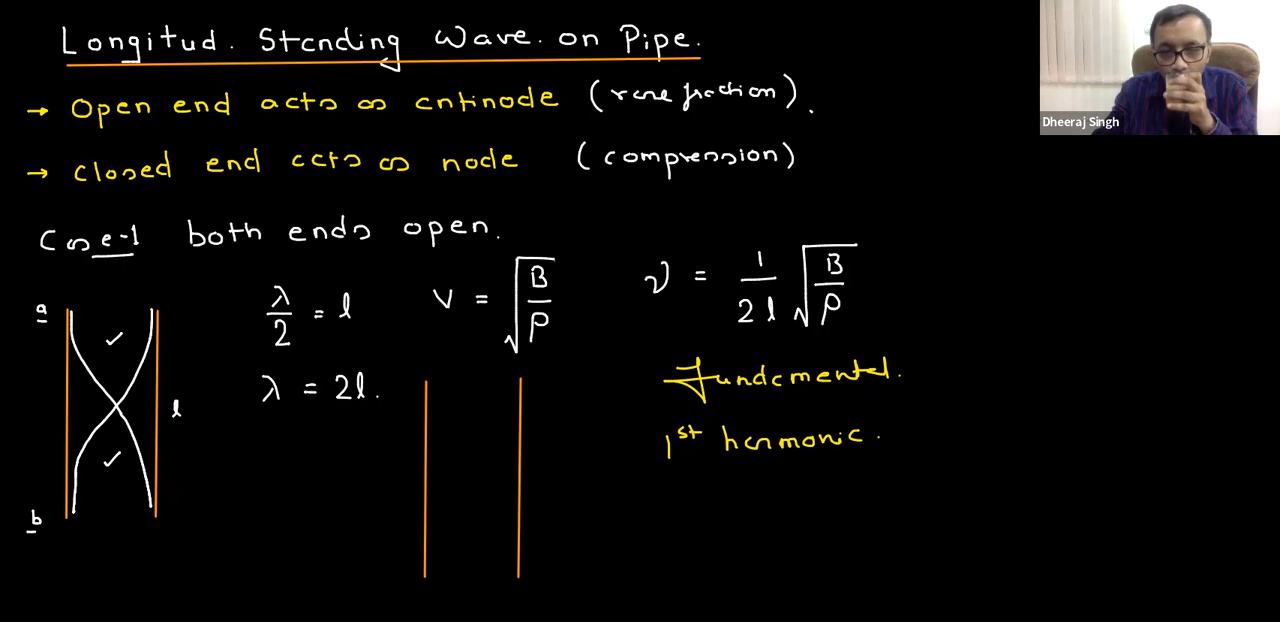 Longitud. Standing Wave on Pipe.
Dheeraj Singh
→ Open end acts as antinode (rarefraction).
→ Closed end acts as node (compression)
Case-1 both ends open.
a
λ/2 = l
V = √(B/ρ)
ν = 1/2l √(B/ρ)
fundamental.
λ = 2l.
l
1st harmonic.
b